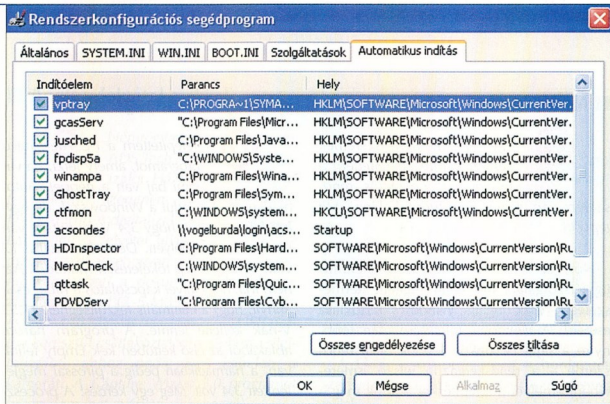 Rendszerkonfigurációs segédprogram
Általános SYSTEM.INI WIN.INI BOOT.INI Szolgáltatások Automatikus indítás
Indítóelem Parancs Hely
vptray C:\PROGRA~1\SYMA... HKLM\SOFTWARE\Microsoft\Windows\CurrentVer.
gcasServ "C:\Program Files\Micr... HKLM\SOFTWARE\Microsoft\Windows\CurrentVer.
jusched C:\Program Files\Java... HKLM\SOFTWARE\Microsoft\Windows\CurrentVer.
fpdisp5a "C:\WINDOWS\Syste... HKLM\SOFTWARE\Microsoft\Windows\CurrentVer.
winampa C:\Program Files\Wina... HKLM\SOFTWARE\Microsoft\Windows\CurrentVer.
GhostTray C:\Program Files\Sym... HKLM\SOFTWARE\Microsoft\Windows\CurrentVer.
ctfmon C:\WINDOWS\system... HKCU\SOFTWARE\Microsoft\Windows\CurrentVer.
acsondes \\vogelburda\login\acs... Startup
HDInspector C:\Program Files\Hard... SOFTWARE\Microsoft\Windows\CurrentVersion\Ru
NeroCheck C:\WINDOWS\system... SOFTWARE\Microsoft\Windows\CurrentVersion\Ru
qttask "C:\Program Files\Quic... SOFTWARE\Microsoft\Windows\CurrentVersion\Ru
PDVDServ "C:\Program Files\Cyb... SOFTWARE\Microsoft\Windows\CurrentVersion\Ru
Összes engedélyezése Összes tiltása
OK Mégse Alkalmaz Súgó